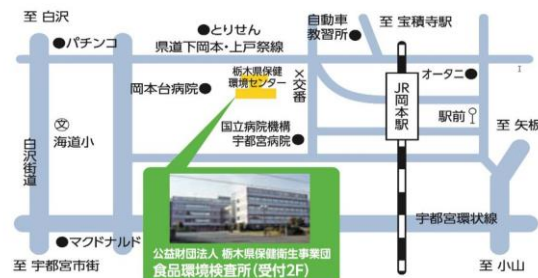 至 白沢
パチンコ
とりせん
県道下岡本・上戸祭線
自動車
教習所
至 宝積寺駅
岡本台病院
栃木県保健
環境センター
交番
JR岡本駅
オータニ
駅前
至 矢板
文
海道小
白沢街道
国立病院機構
宇都宮病院
宇都宮環状線
マクドナルド
至 宇都宮市街
公益財団法人 栃木県保健衛生事業団
食品環境検査所(受付2F)
至 小山